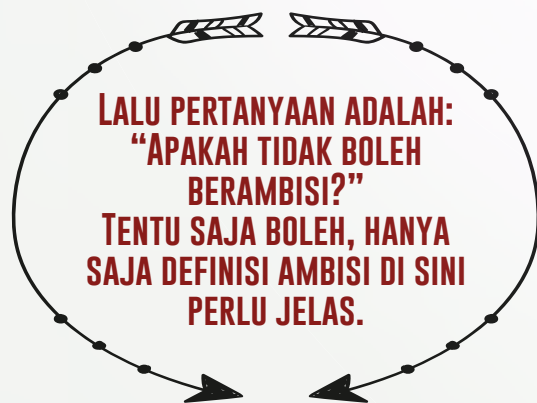 Lalu pertanyaan adalah:
“Apakah tidak boleh
berambisi?”
Tentu saja boleh, hanya
saja definisi ambisi di sini
perlu jelas.